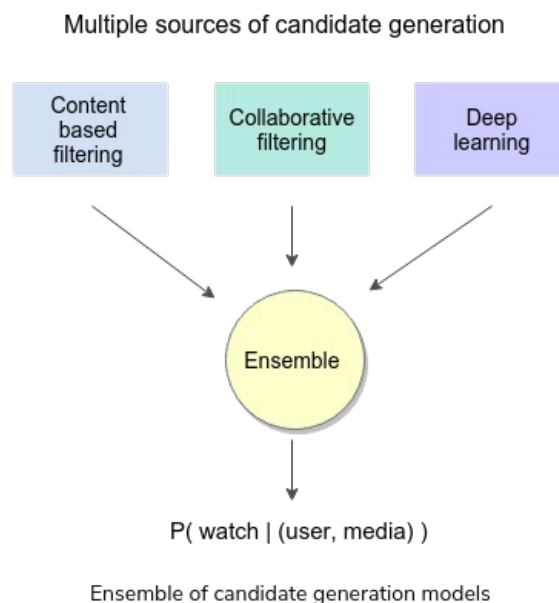 Multiple sources of candidate generation
Content
based
filtering
Collaborative
filtering
Deep
learning
Ensemble
P( watch | (user, media) )
Ensemble of candidate generation models